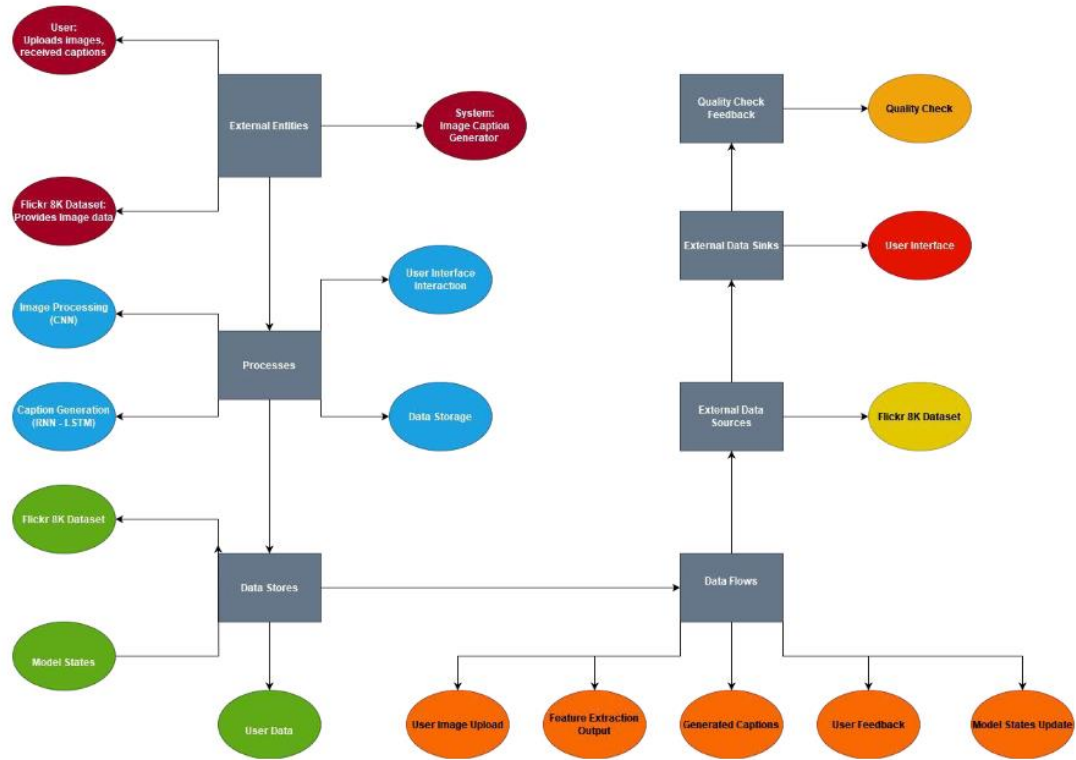 User:
Uploads images,
received captions
External Entities
System:
Image Caption
Generator
Flickr 8K Dataset:
Provides Image data
Image Processing
(CNN)
User Interface
Interaction
Processes
Caption Generation
(RNN - LSTM)
Data Storage
Flickr 8K Dataset
Data Stores
Model States
User Data
Quality Check
Feedback
Quality Check
External Data Sinks
User Interface
External Data
Sources
Flickr 8K Dataset
Data Flows
User Image Upload
Feature Extraction
Output
Generated Captions
User Feedback
Model States Update